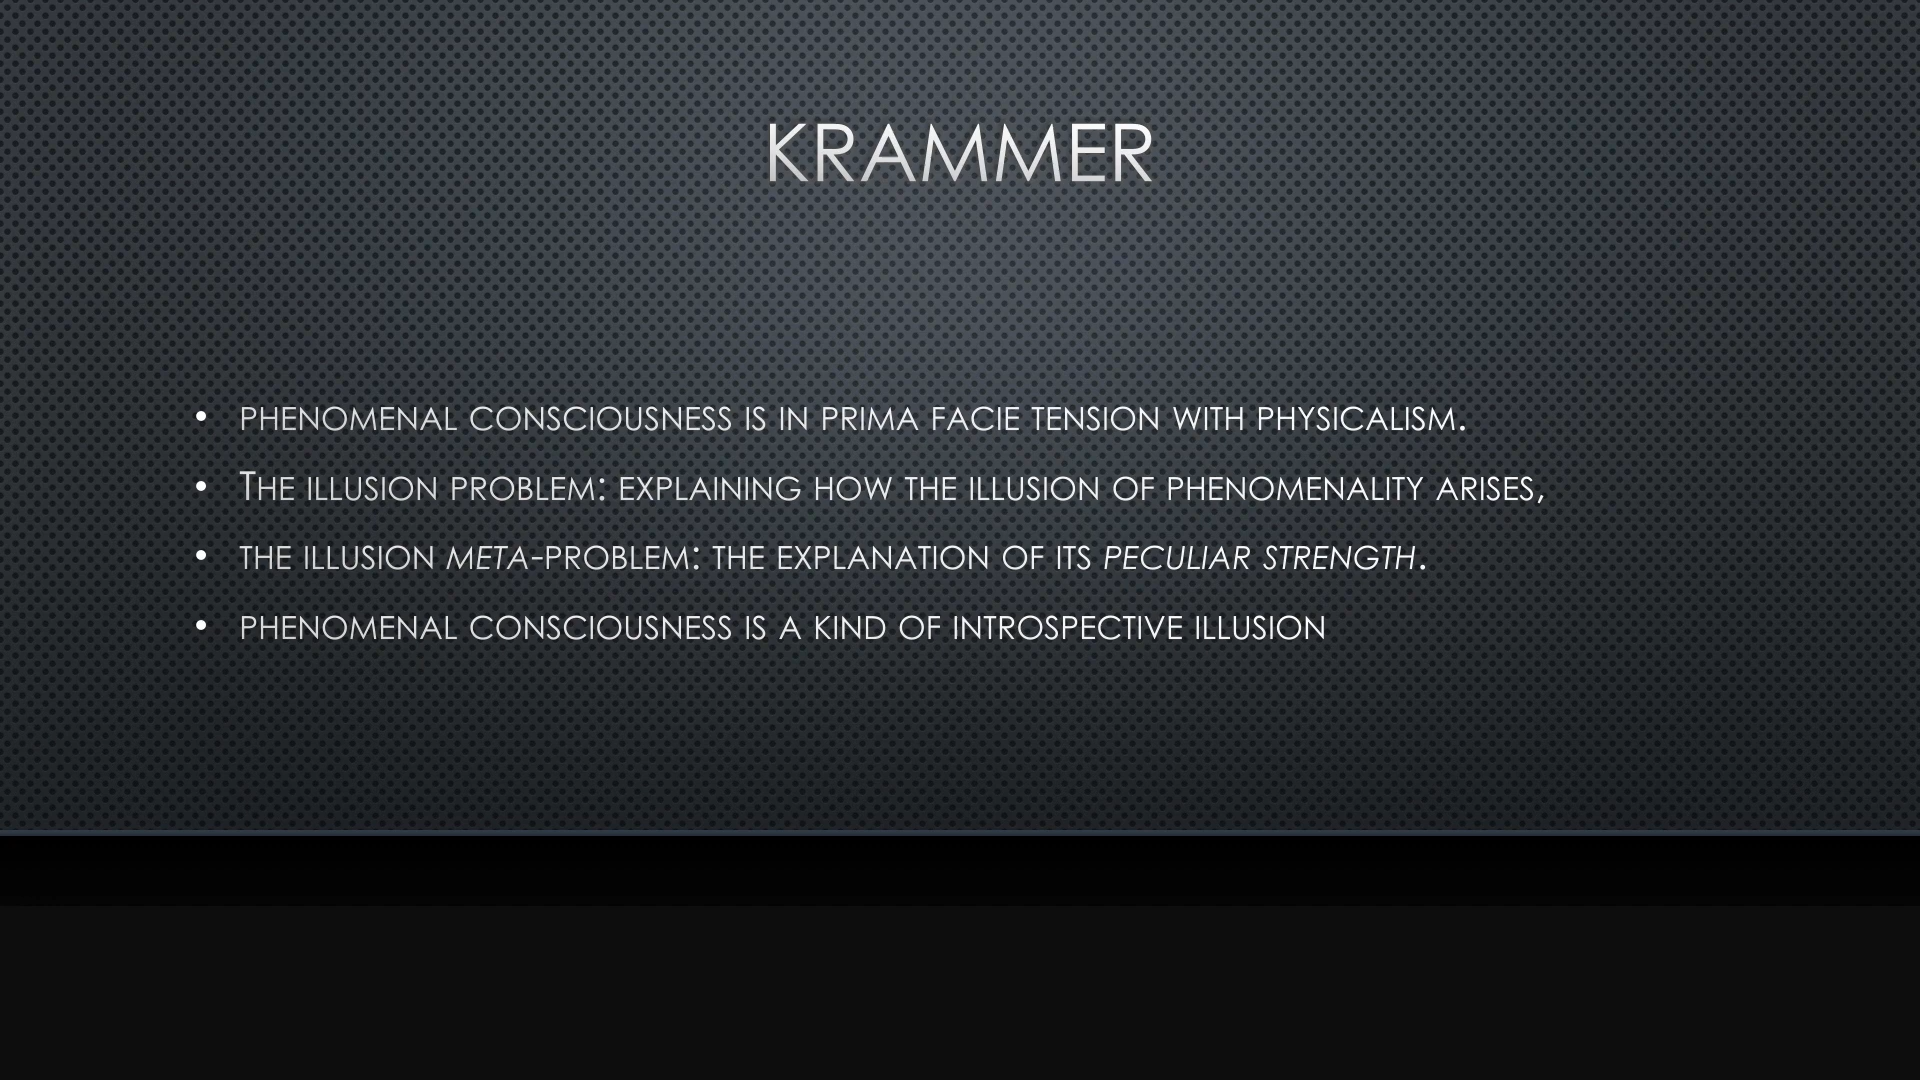 KRAMMER
• PHENOMENAL CONSCIOUSNESS IS IN PRIMA FACIE TENSION WITH PHYSICALISM.
• THE ILLUSION PROBLEM: EXPLAINING HOW THE ILLUSION OF PHENOMENALITY ARISES,
• THE ILLUSION META-PROBLEM: THE EXPLANATION OF ITS PECULIAR STRENGTH.
• PHENOMENAL CONSCIOUSNESS IS A KIND OF INTROSPECTIVE ILLUSION